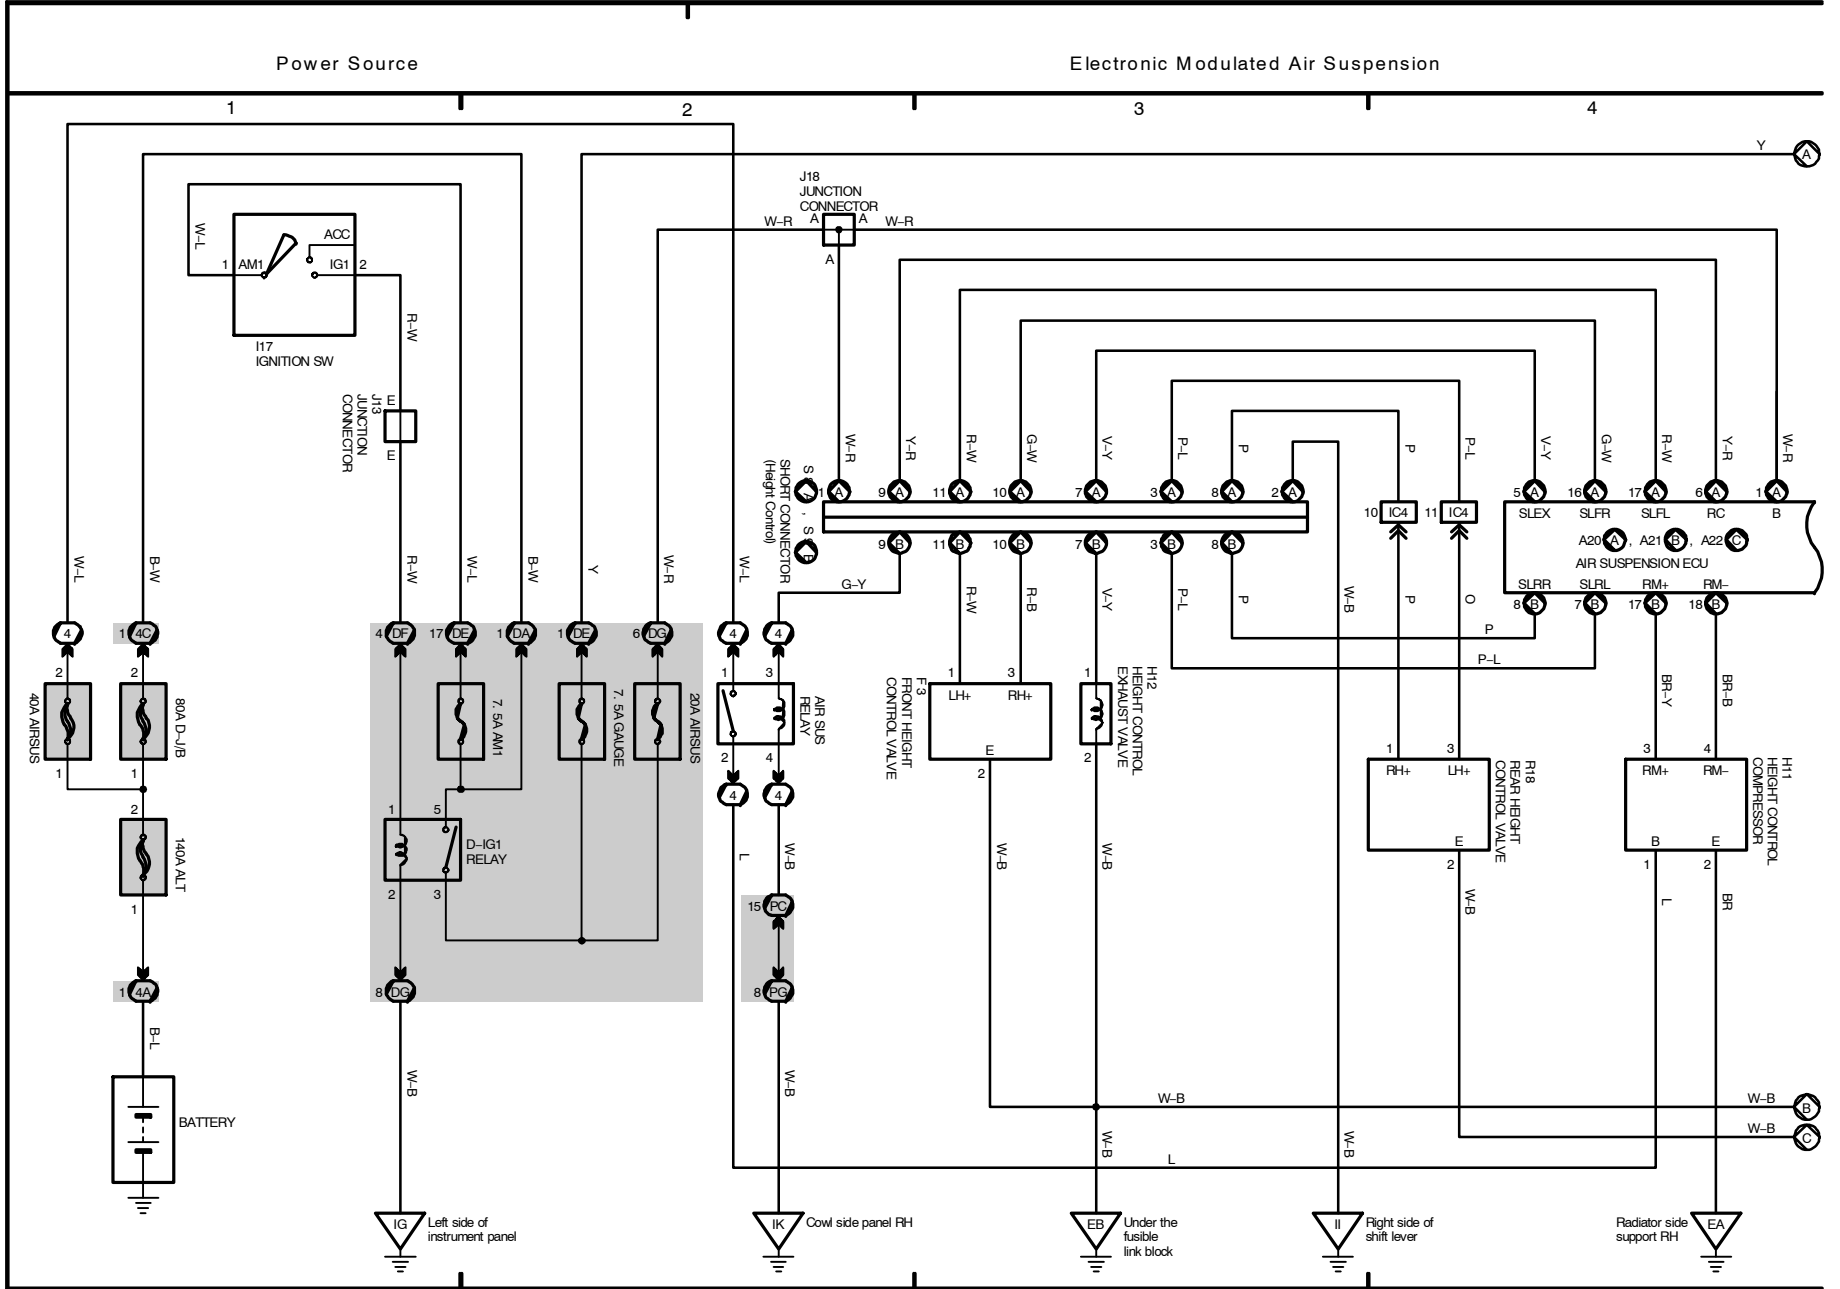 Power Source
Electronic Modulated Air Suspension
1
2
3
4
Y
A
J18
JUNCTION
CONNECTOR
W-R
A
A
W-R
A
W-L
1
AM1
ACC
IG1
2
I17
IGNITION SW
R-W
E
J13
JUNCTION
CONNECTOR
E
W-R
Y-R
R-W
G-W
V-Y
P-L
P
P
P-L
V-Y
G-W
R-W
Y-R
W-R
SHORT CONNECTOR
(Height Control)
1 A
9 A
11 A
10 A
7 A
3 A
8 A
2 A
10 IC4
11 IC4
5 A
16 A
17 A
6 A
1 A
SLEX
SLFR
SLFL
RC
B
A20 A , A21 B , A22 C
AIR SUSPENSION ECU
SLRR
SLRL
RM+
RM-
9 B
11 B
10 B
7 B
3 B
8 B
8 B
7 B
17 B
18 B
W-L
B-W
R-W
W-L
B-W
Y
W-R
W-L
G-Y
R-W
R-B
V-Y
P-L
P
W-B
P
O
P
P-L
4
1 4C
4 DF
17 DE
1 DA
1 DE
6 DG
4
4
2
40A AIRSUS
1
2
80A D-J/B
1
7. 5A AM1
7. 5A GAUGE
20A AIRSUS
1
3
AIR SUS
RELAY
2
4
4
4
1
3
LH+
RH+
E
2
F 3
FRONT HEIGHT
CONTROL VALVE
1
2
H12
HEIGHT CONTROL
EXHAUST VALVE
BR-Y
BR-B
1
3
RH+
LH+
E
2
R18
REAR HEIGHT
CONTROL VALVE
3
4
RM+
RM-
B
E
1
2
H11
HEIGHT CONTROL
COMPRESSOR
2
140A ALT
1
1
5
D-IG1
RELAY
2
3
L
W-B
W-B
W-B
W-B
L
BR
15 PC
8 PG
1 4A
8 DG
B-L
W-B
W-B
BATTERY
W-B
W-B
B
W-B
C
W-B
W-B
L
IG
Left side of
instrument panel
IK
Cowl side panel RH
EB
Under the
fusible
link block
II
Right side of
shift lever
Radiator side
support RH
EA